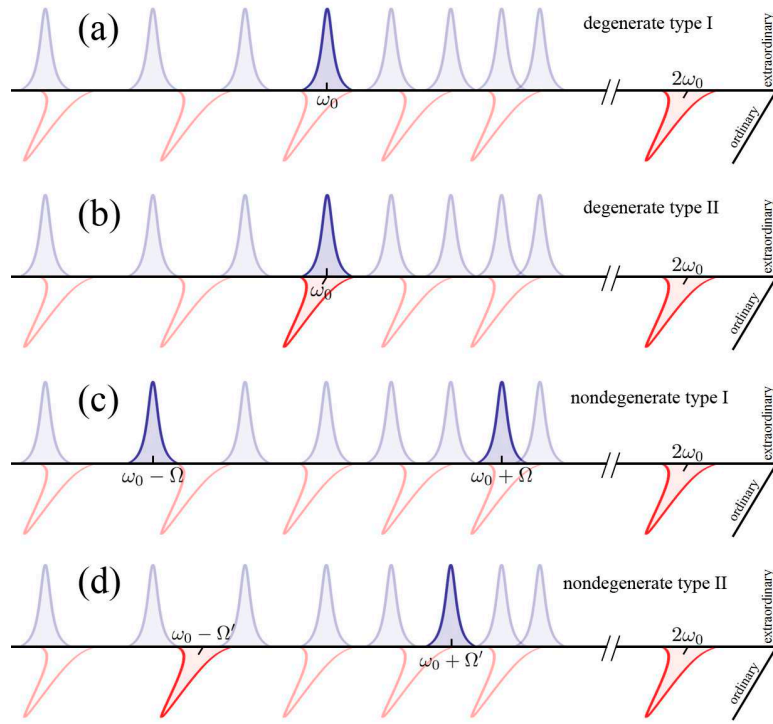 (a)
degenerate type I
extraordinary
ω₀
2ω₀
ordinary
(b)
degenerate type II
extraordinary
ω₀
2ω₀
ordinary
(c)
nondegenerate type I
extraordinary
ω₀ − Ω
ω₀ + Ω
2ω₀
ordinary
(d)
nondegenerate type II
extraordinary
ω₀ − Ω′
ω₀ + Ω′
2ω₀
ordinary